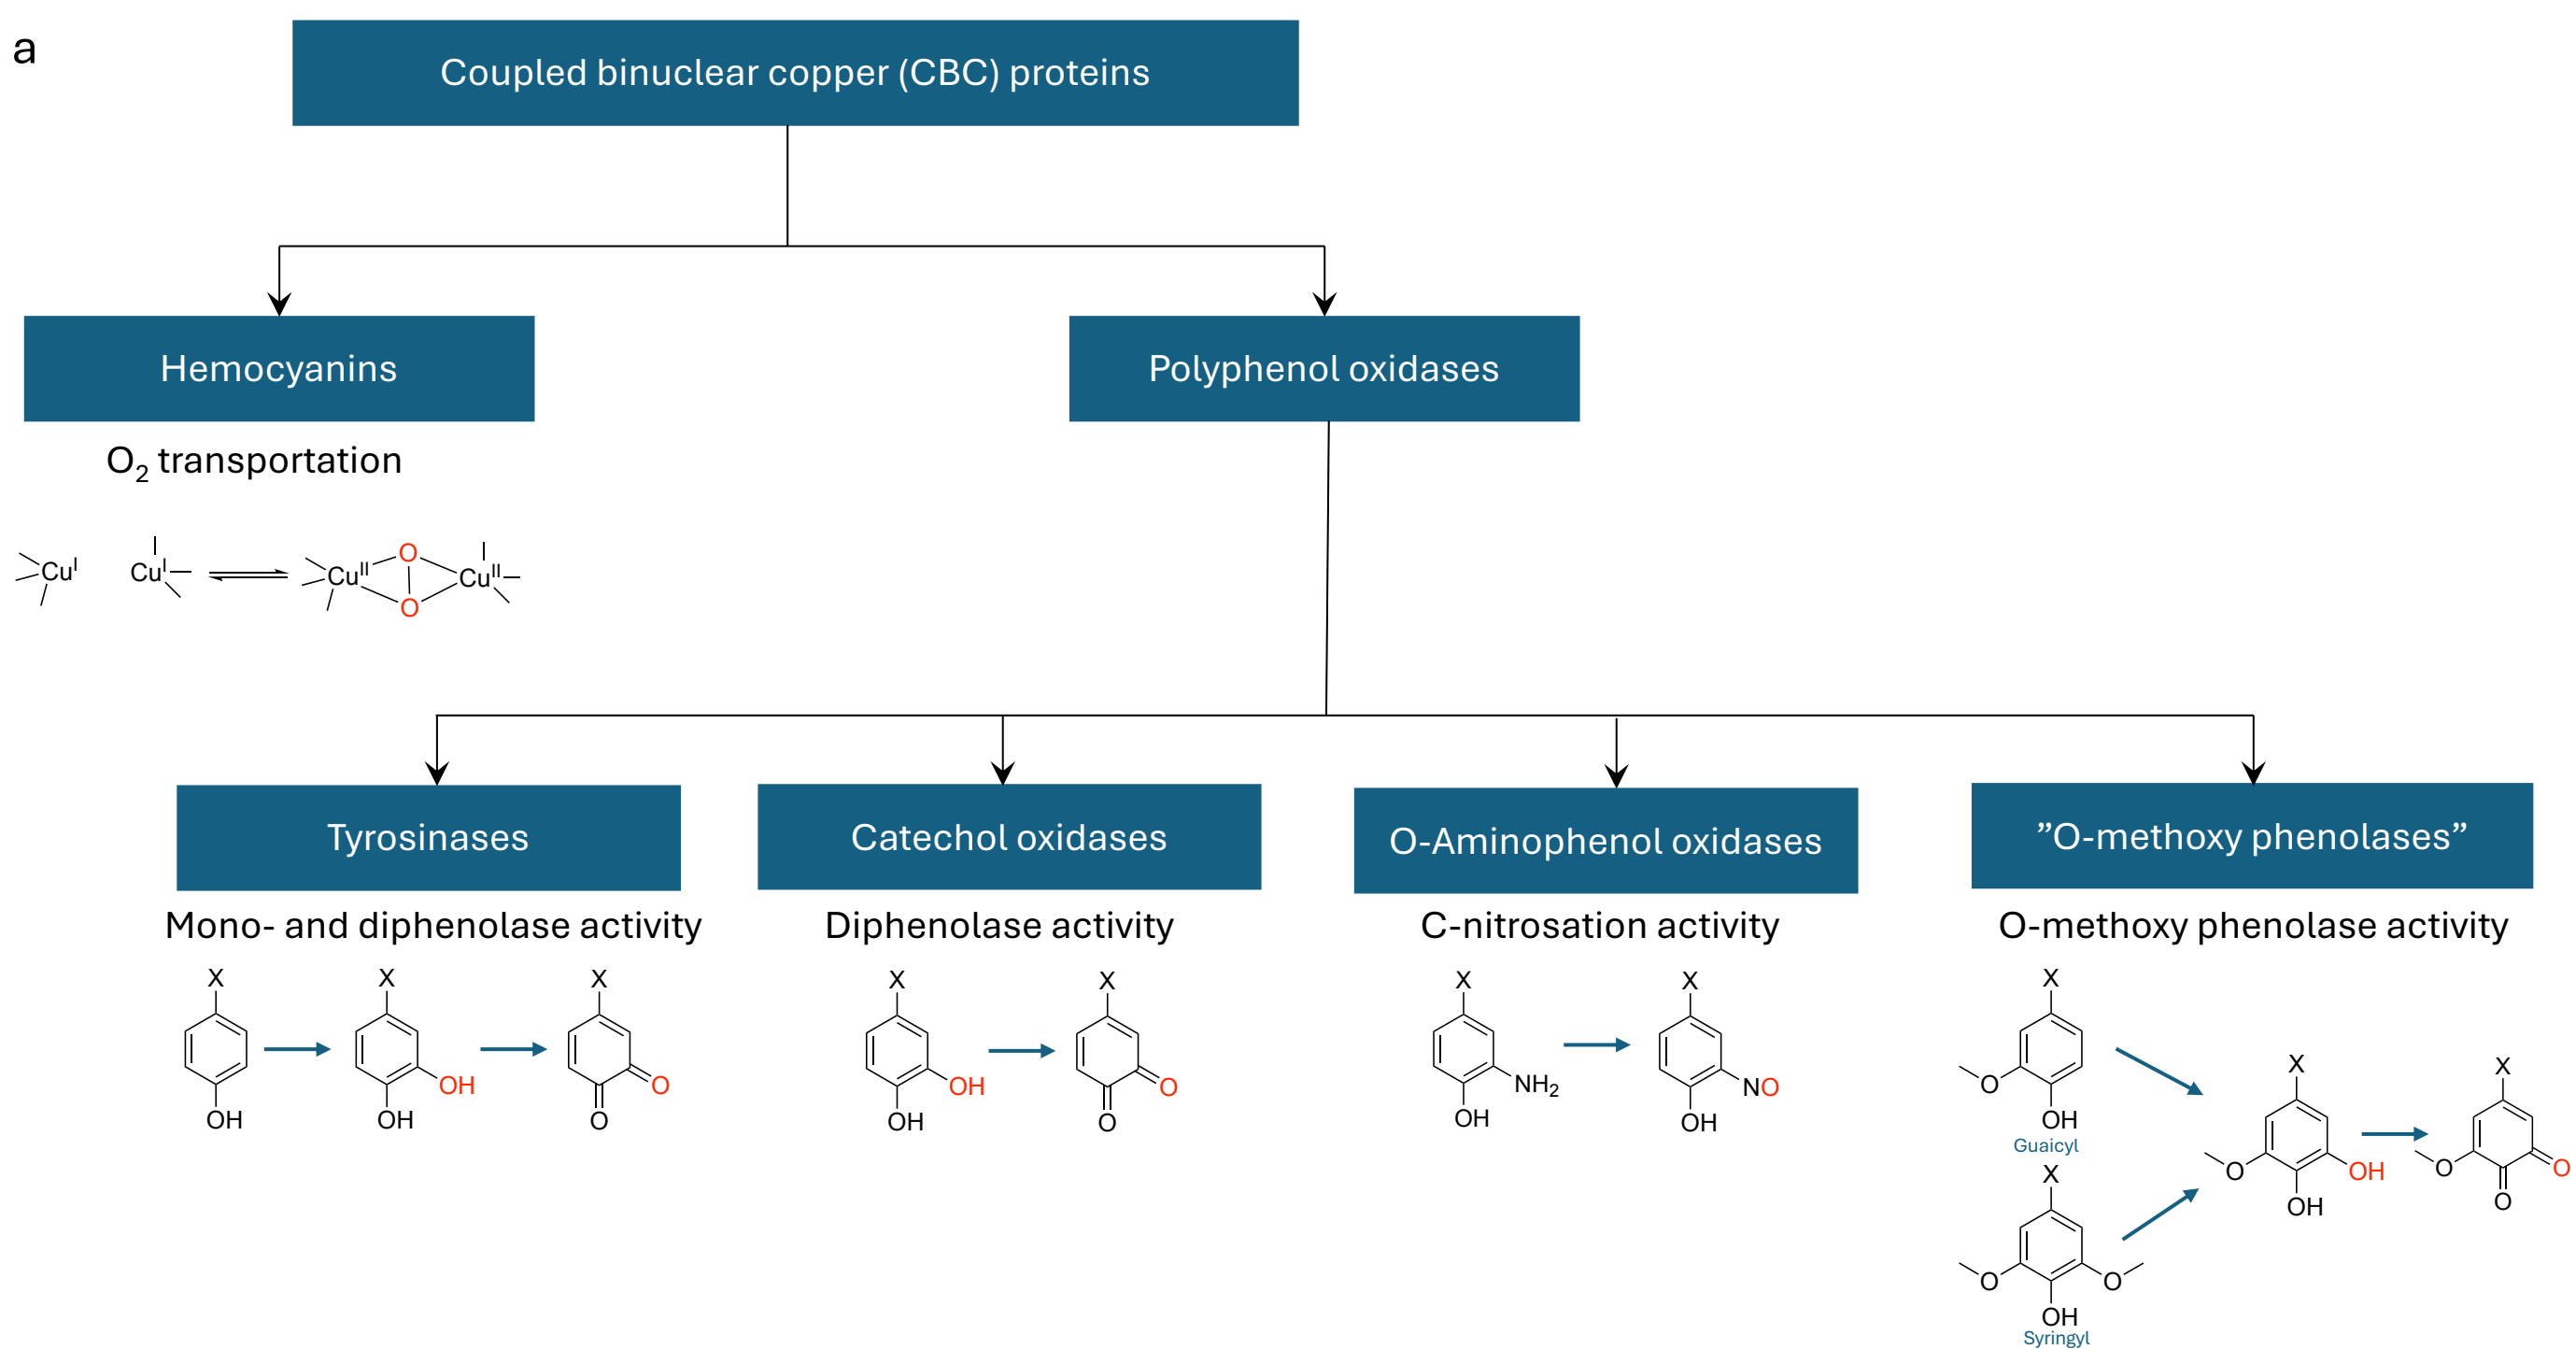 a
Coupled binuclear copper (CBC) proteins
Hemocyanins
Polyphenol oxidases
O₂ transportation
Cuᴵ Cuᴵ Cuᴵᴵ O O Cuᴵᴵ
Tyrosinases
Catechol oxidases
O-Aminophenol oxidases
”O-methoxy phenolases”
Mono- and diphenolase activity
Diphenolase activity
C-nitrosation activity
O-methoxy phenolase activity
X X X
OH OH OH O O
X X
OH OH O O
X X
NH₂ OH NO OH
X
O OH
Guaicyl
X X
O OH OH O O O
X
O O OH
Syringyl